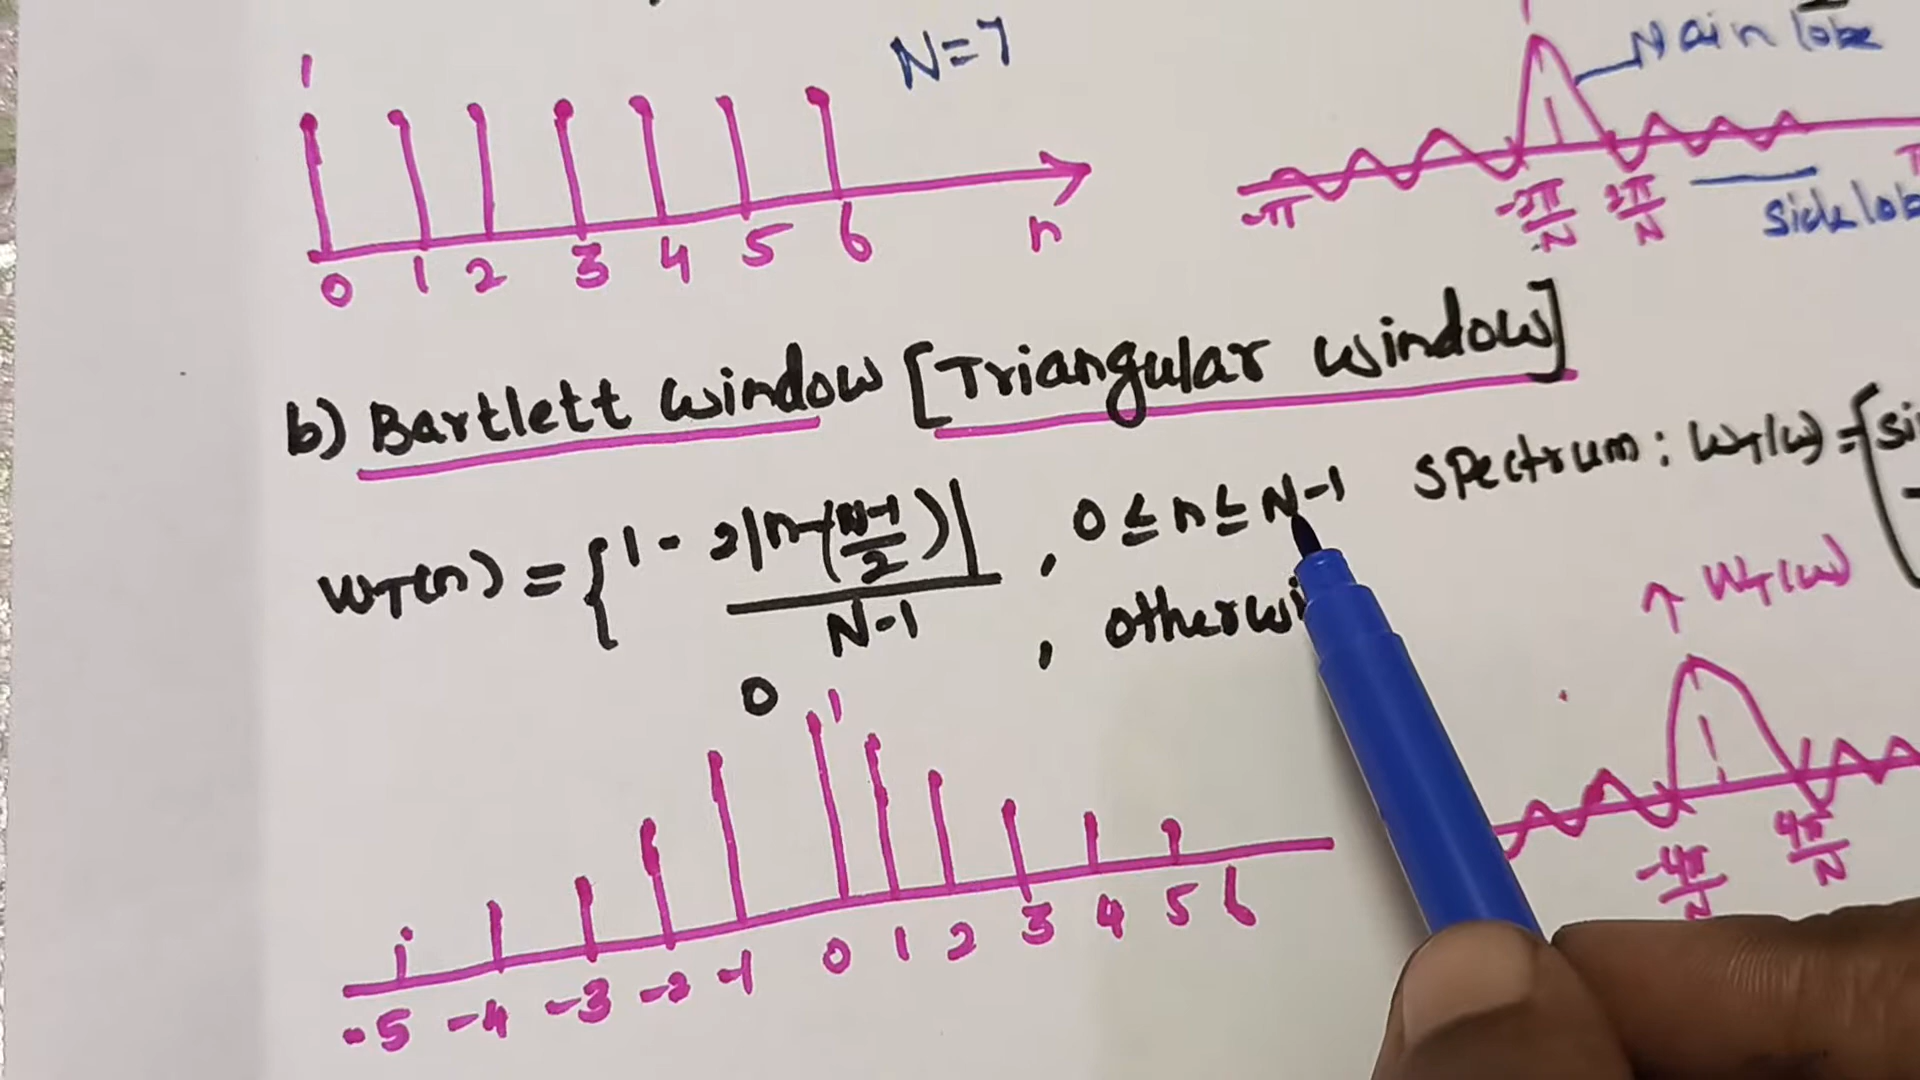 1
N=7
0 1 2 3 4 5 6 n
Main lobe
-π -2π/N 2π/N
Side lob
b) Bartlett window [Triangular window]
WT(n) = { 1 - 2|n-(N-1/2)| / N-1 , 0 ≤ n ≤ N-1
0 , otherwi
Spectrum : WT(w) = { si
↑ WT(w)
1
-5 -4 -3 -2 -1 0 1 2 3 4 5 6
-4π/N 4π/N